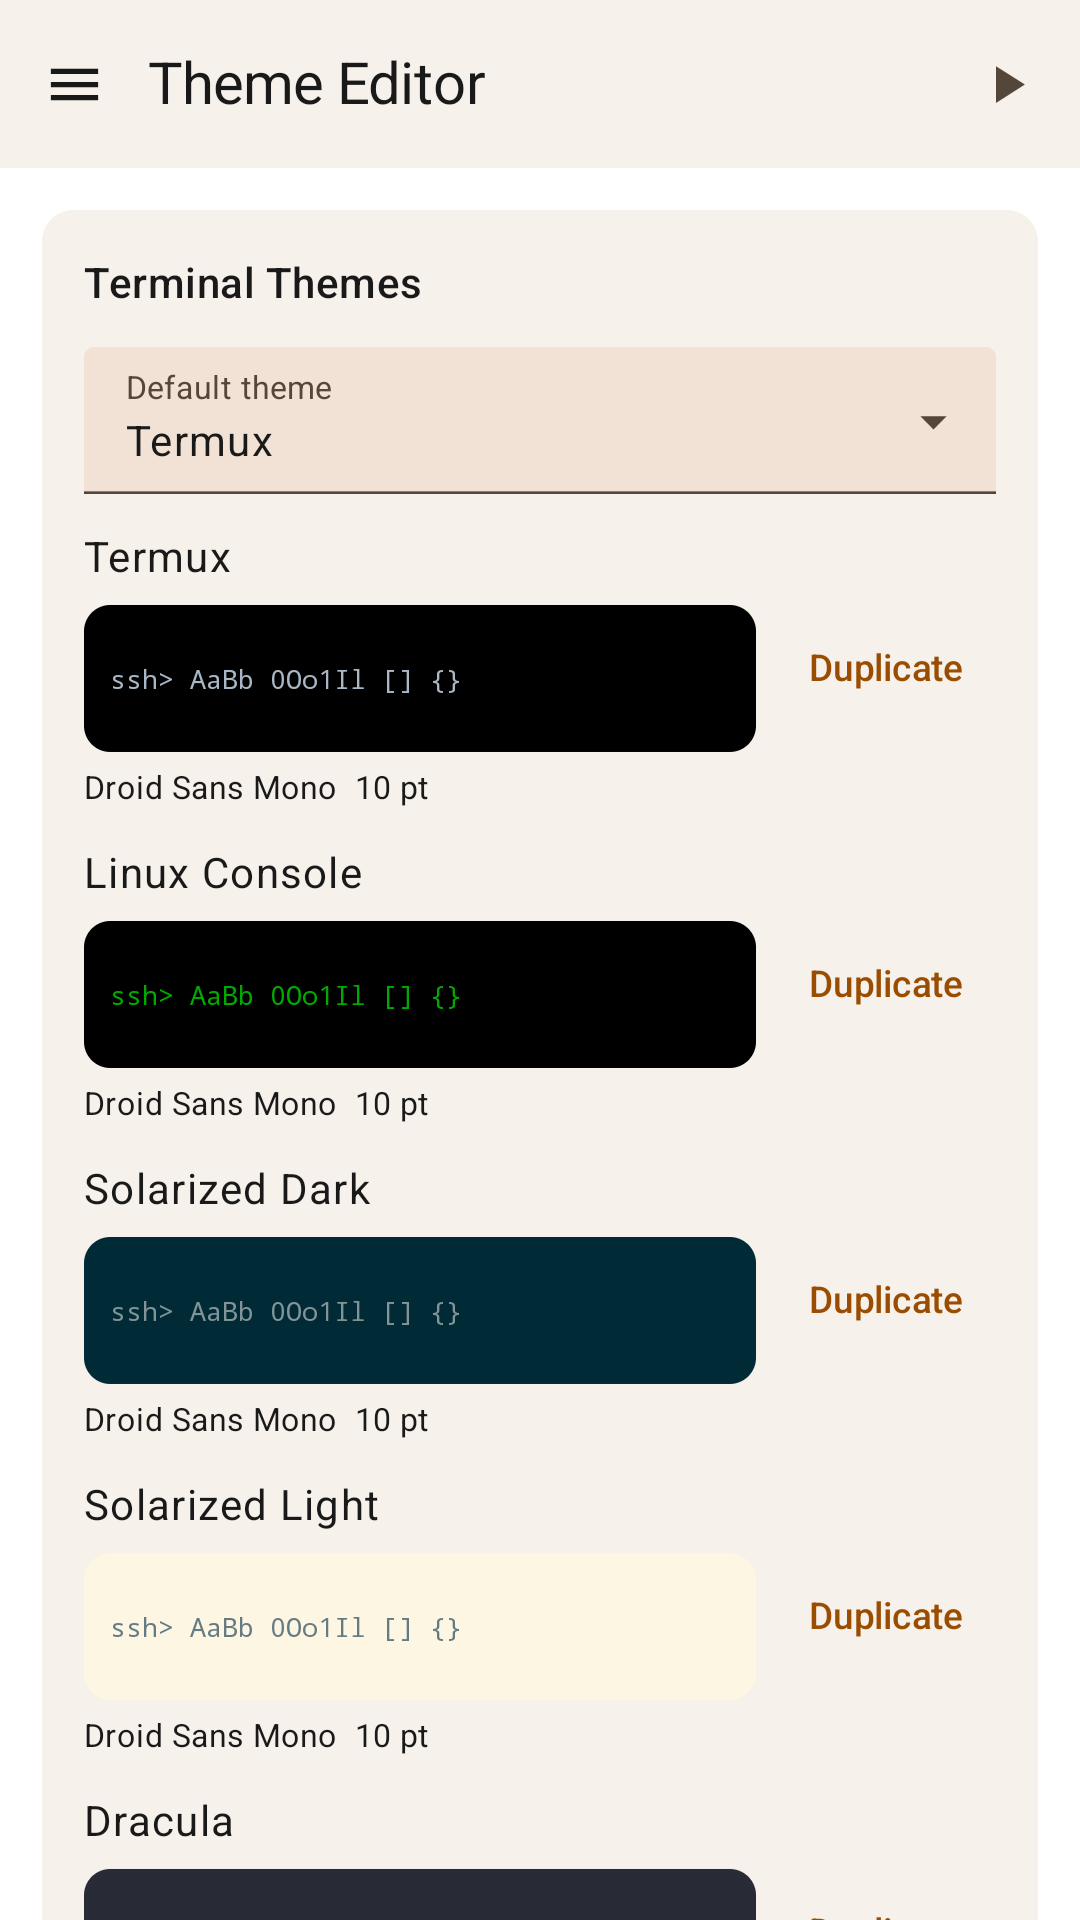 Theme Editor
Terminal Themes
Default theme
Termux
Termux
ssh> AaBb 0Oo1Il [] {}
Duplicate
Droid Sans Mono  10 pt
Linux Console
ssh> AaBb 0Oo1Il [] {}
Duplicate
Droid Sans Mono  10 pt
Solarized Dark
ssh> AaBb 0Oo1Il [] {}
Duplicate
Droid Sans Mono  10 pt
Solarized Light
ssh> AaBb 0Oo1Il [] {}
Duplicate
Droid Sans Mono  10 pt
Dracula